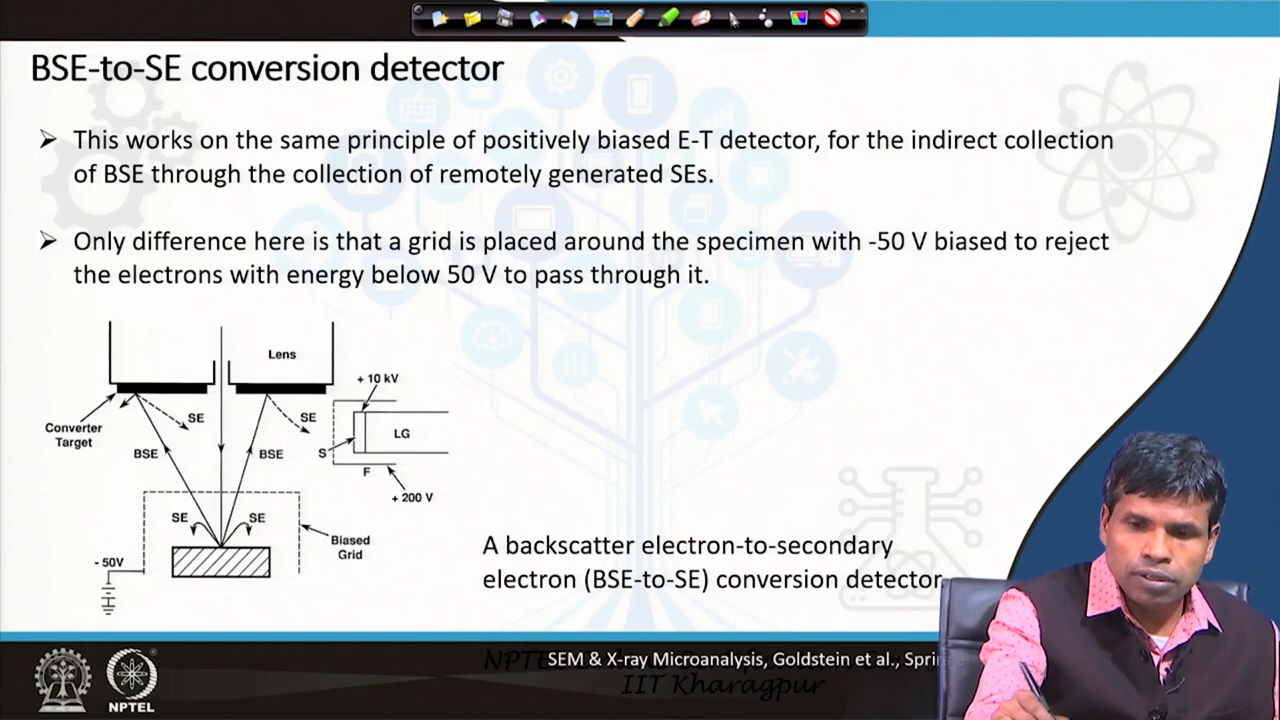 BSE-to-SE conversion detector
This works on the same principle of positively biased E-T detector, for the indirect collection
of BSE through the collection of remotely generated SEs.
Only difference here is that a grid is placed around the specimen with -50 V biased to reject
the electrons with energy below 50 V to pass through it.
Lens
+ 10 kV
SE
SE
LG
Converter
Target
BSE
BSE
S
F
+ 200 V
SE
SE
Biased
Grid
- 50V
A backscatter electron-to-secondary
electron (BSE-to-SE) conversion detector
SEM & X-ray Microanalysis, Goldstein et al.,
IIT Kharagpur
NPTEL